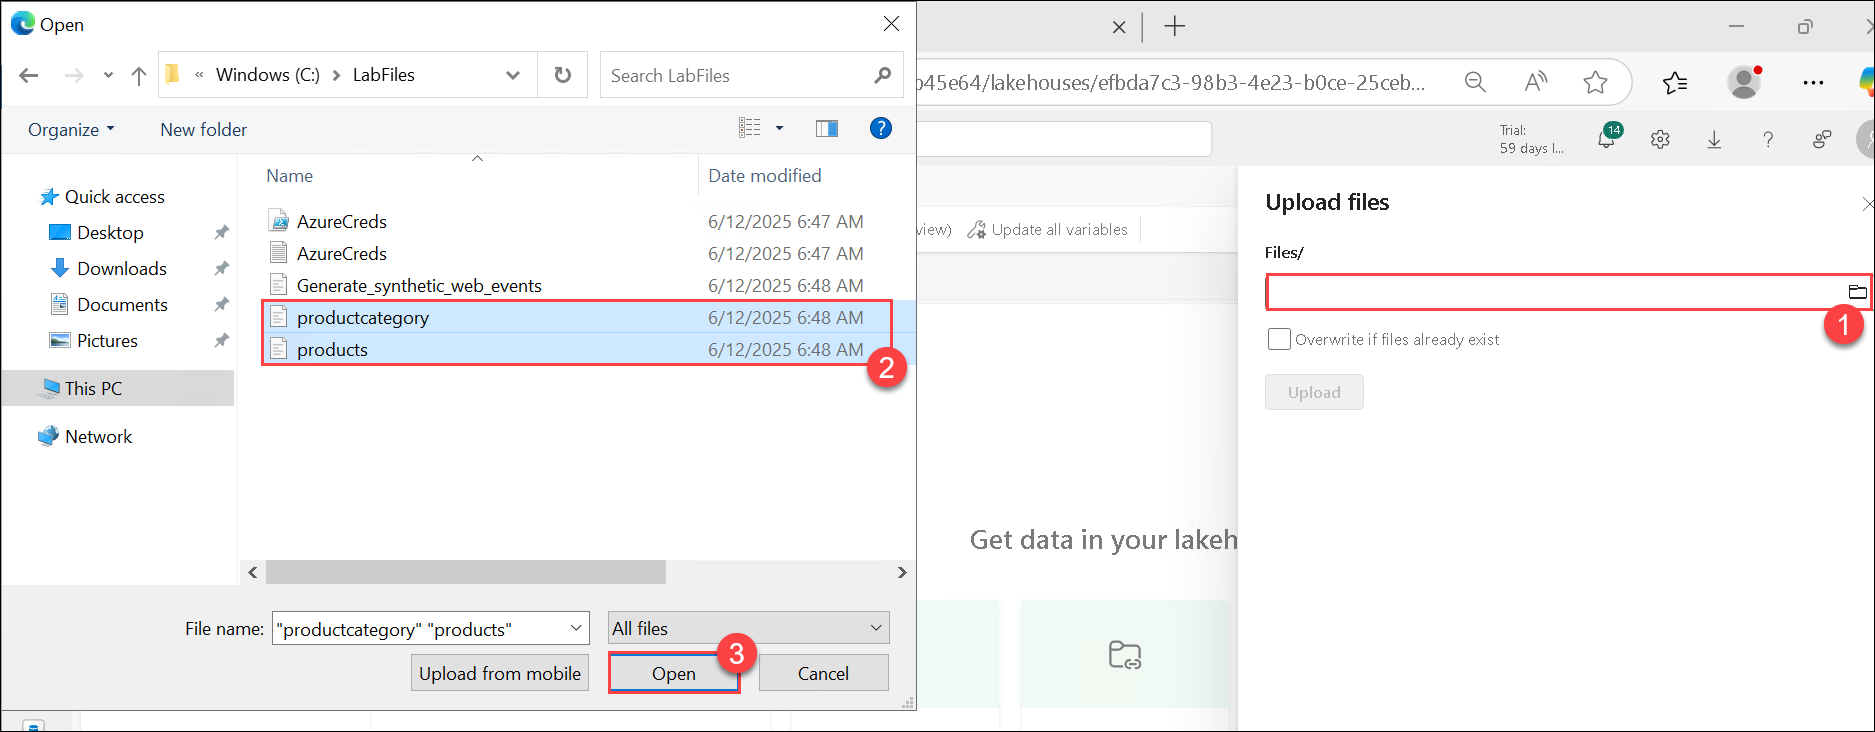 Open
Windows (C:)
LabFiles
Search LabFiles
Organize
New folder
Name
Date modified
Quick access
Desktop
Downloads
Documents
Pictures
This PC
Network
AzureCreds 6/12/2025 6:47 AM
AzureCreds 6/12/2025 6:47 AM
Generate_synthetic_web_events 6/12/2025 6:48 AM
productcategory 6/12/2025 6:48 AM
products 6/12/2025 6:48 AM
2
File name:
"productcategory" "products"
All files
3
Upload from mobile
Open
Cancel
b45e64/lakehouses/efbda7c3-98b3-4e23-b0ce-25ceb...
Trial:
59 days l...
14
view)
Update all variables
Get data in your lakeh
Upload files
Files/
1
Overwrite if files already exist
Upload